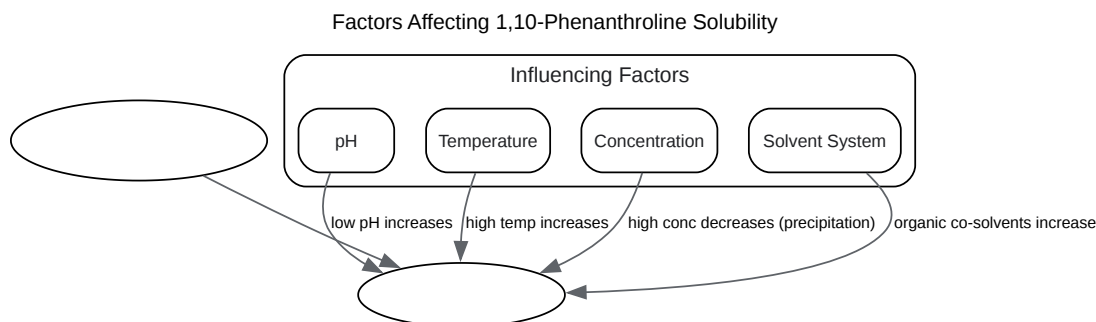 Factors Affecting 1,10-Phenanthroline Solubility
Influencing Factors
pH
Temperature
Concentration
Solvent System
low pH increases
high temp increases
high conc decreases (precipitation)
organic co-solvents increase